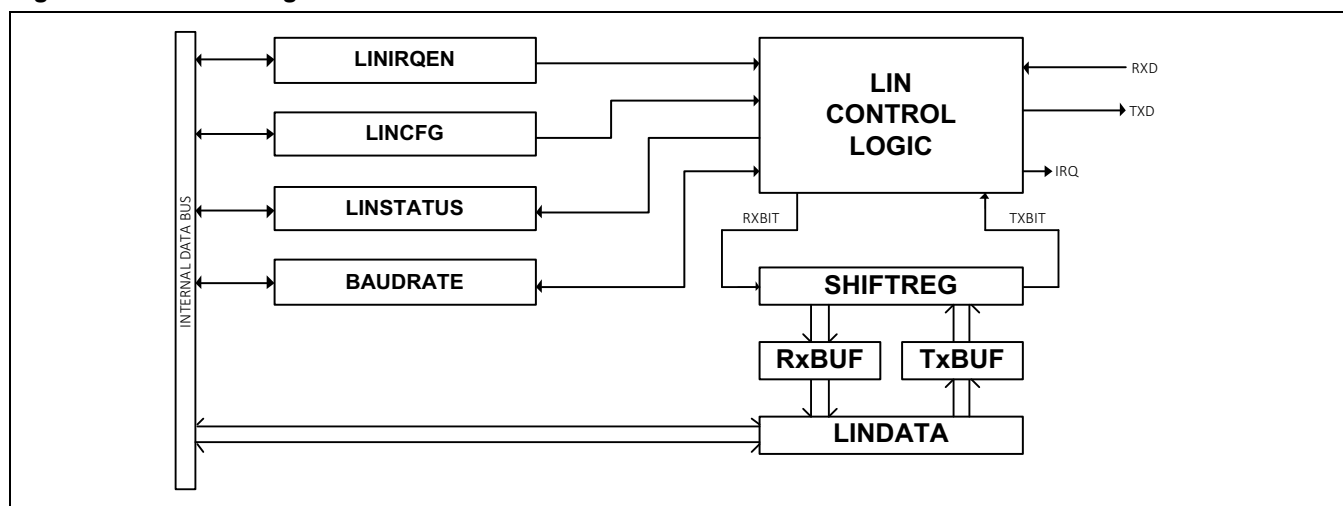 LINIRQEN
LINCFG
LINSTATUS
BAUDRATE
INTERNAL DATA BUS
LIN
CONTROL
LOGIC
RXD
TXD
IRQ
RXBIT
TXBIT
SHIFTREG
RxBUF
TxBUF
LINDATA